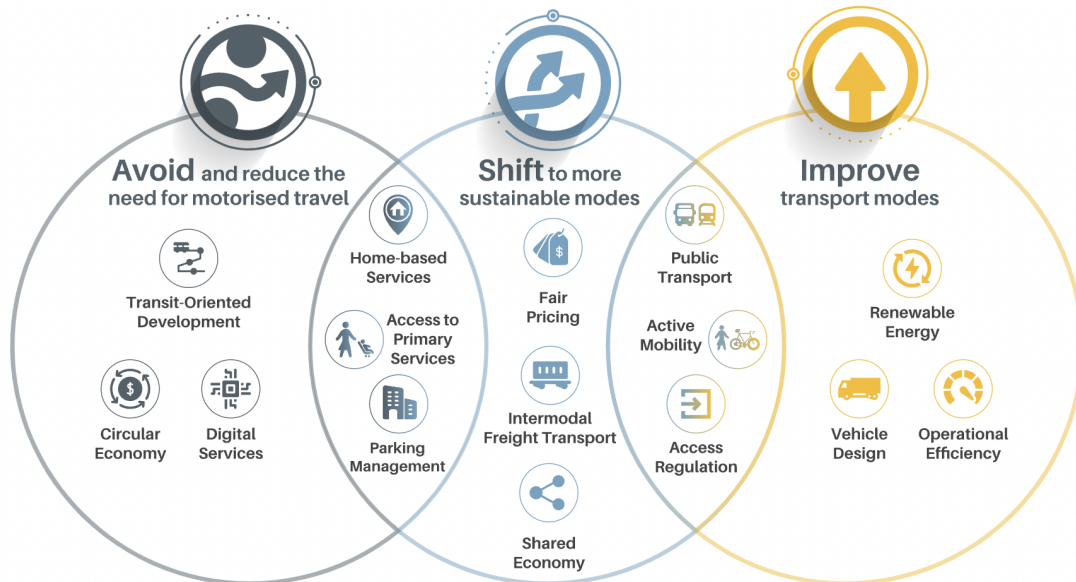 Avoid and reduce the
need for motorised travel
Shift to more
sustainable modes
Improve
transport modes
Transit-Oriented
Development
$
Circular
Economy
Digital
Services
Home-based
Services
Access to
Primary
Services
Parking
Management
$
Fair
Pricing
Intermodal
Freight Transport
Shared
Economy
Public
Transport
Active
Mobility
Access
Regulation
Renewable
Energy
Vehicle
Design
Operational
Efficiency